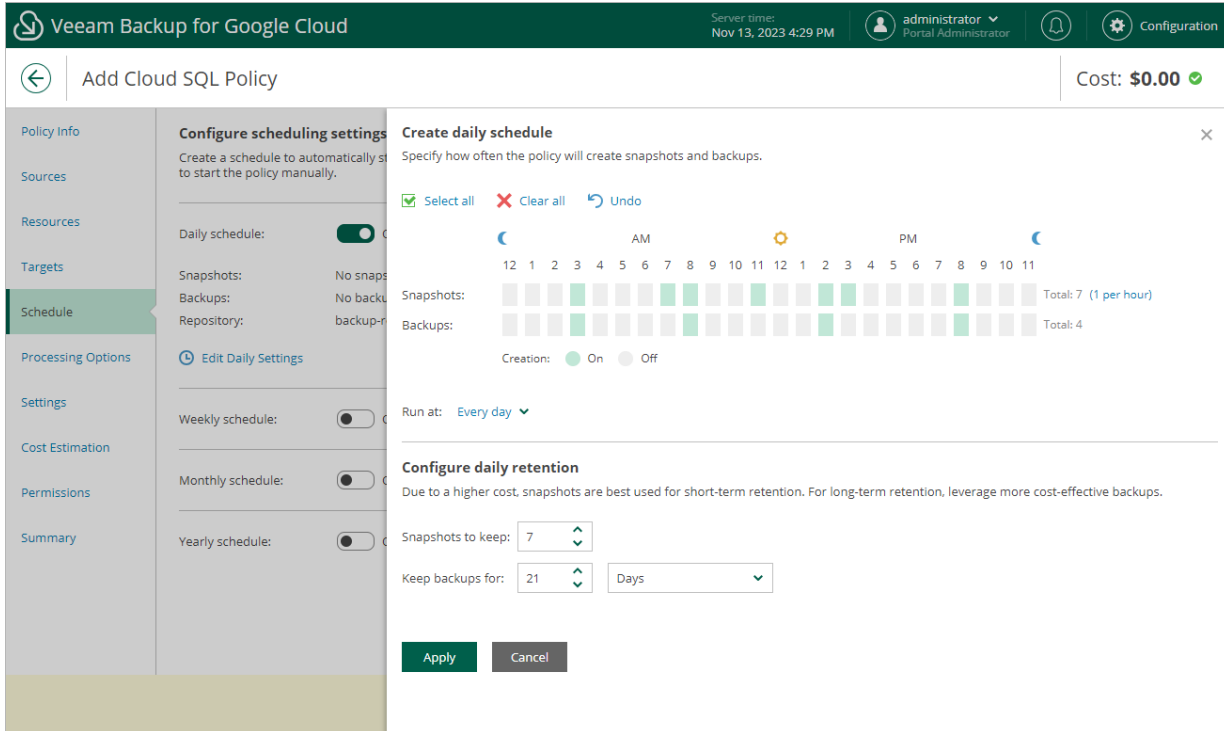 Veeam Backup for Google Cloud
Server time:
Nov 13, 2023 4:29 PM
administrator
Portal Administrator
Configuration
Add Cloud SQL Policy
Cost: $0.00
Policy Info
Sources
Resources
Targets
Schedule
Processing Options
Settings
Cost Estimation
Permissions
Summary
Configure scheduling settings
Create a schedule to automatically st
to start the policy manually.
Daily schedule:
Snapshots: No snaps
Backups: No backu
Repository: backup-r
Edit Daily Settings
Weekly schedule:
Monthly schedule:
Yearly schedule:
Create daily schedule
Specify how often the policy will create snapshots and backups.
Select all Clear all Undo
AM PM
12 1 2 3 4 5 6 7 8 9 10 11 12 1 2 3 4 5 6 7 8 9 10 11
Snapshots: Total: 7 (1 per hour)
Backups: Total: 4
Creation: On Off
Run at: Every day
Configure daily retention
Due to a higher cost, snapshots are best used for short-term retention. For long-term retention, leverage more cost-effective backups.
Snapshots to keep: 7
Keep backups for: 21 Days
Apply Cancel